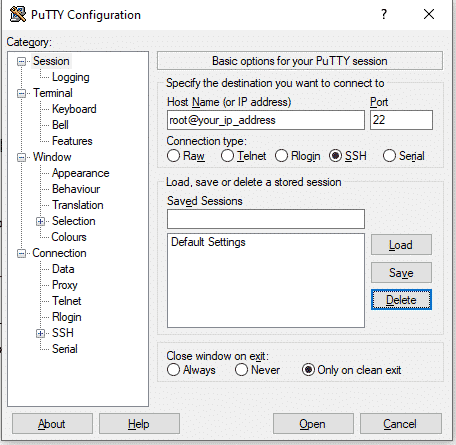 PuTTY Configuration
?
Category:
Session
Logging
Terminal
Keyboard
Bell
Features
Window
Appearance
Behaviour
Translation
Selection
Colours
Connection
Data
Proxy
Telnet
Rlogin
SSH
Serial
Basic options for your PuTTY session
Specify the destination you want to connect to
Host Name (or IP address) Port
root@your_ip_address 22
Connection type:
Raw Telnet Rlogin SSH Serial
Load, save or delete a stored session
Saved Sessions
Default Settings
Load
Save
Delete
Close window on exit:
Always Never Only on clean exit
About Help Open Cancel